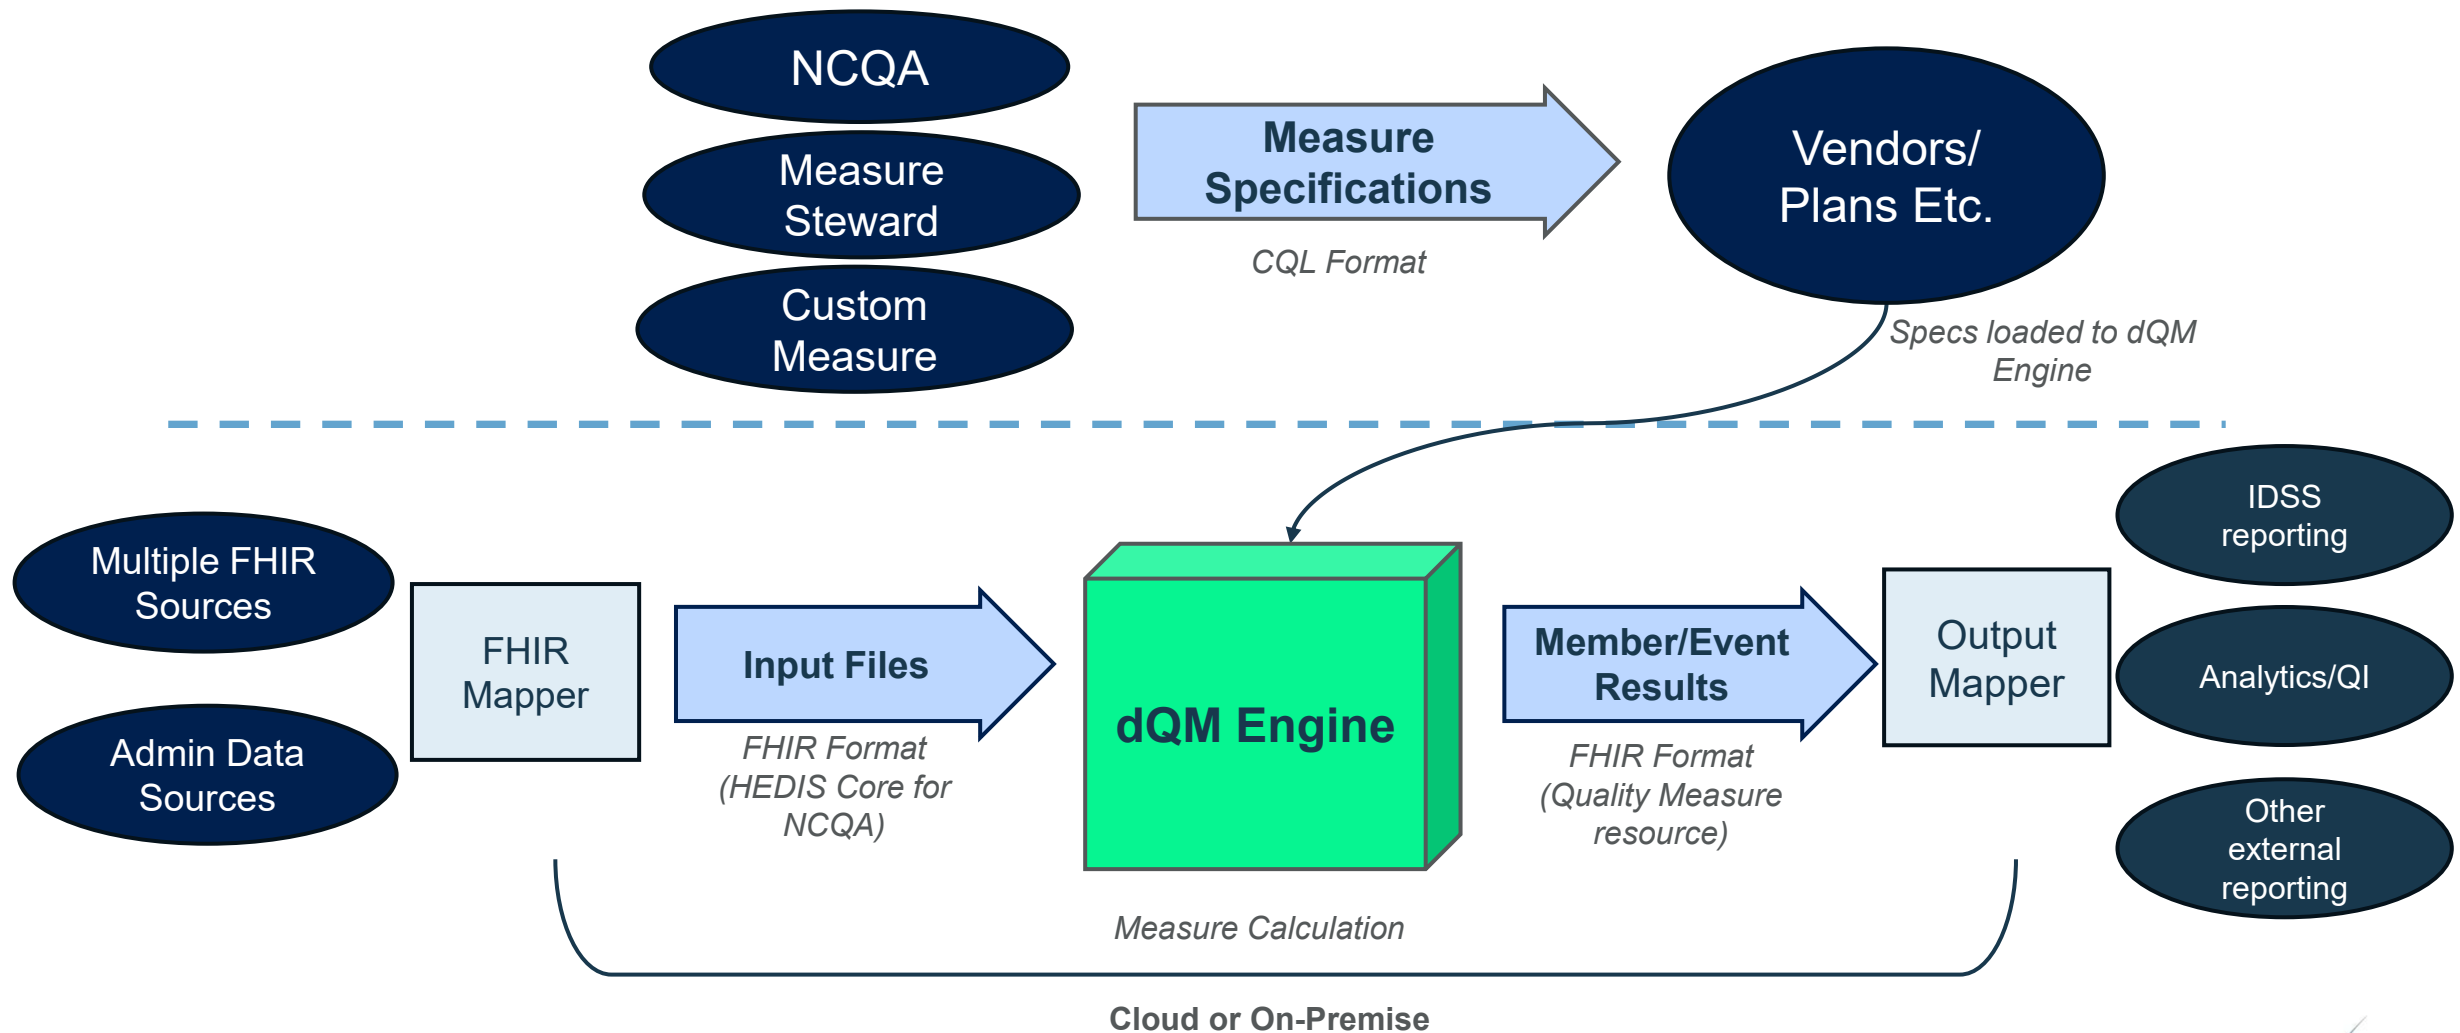 NCQA
Measure
Steward
Custom
Measure
Measure
Specifications
CQL Format
Vendors/
Plans Etc.
Specs loaded to dQM
Engine
Multiple FHIR
Sources
Admin Data
Sources
FHIR
Mapper
Input Files
FHIR Format
(HEDIS Core for
NCQA)
dQM Engine
Member/Event
Results
FHIR Format
(Quality Measure
resource)
Output
Mapper
IDSS
reporting
Analytics/QI
Other
external
reporting
Measure Calculation
Cloud or On-Premise